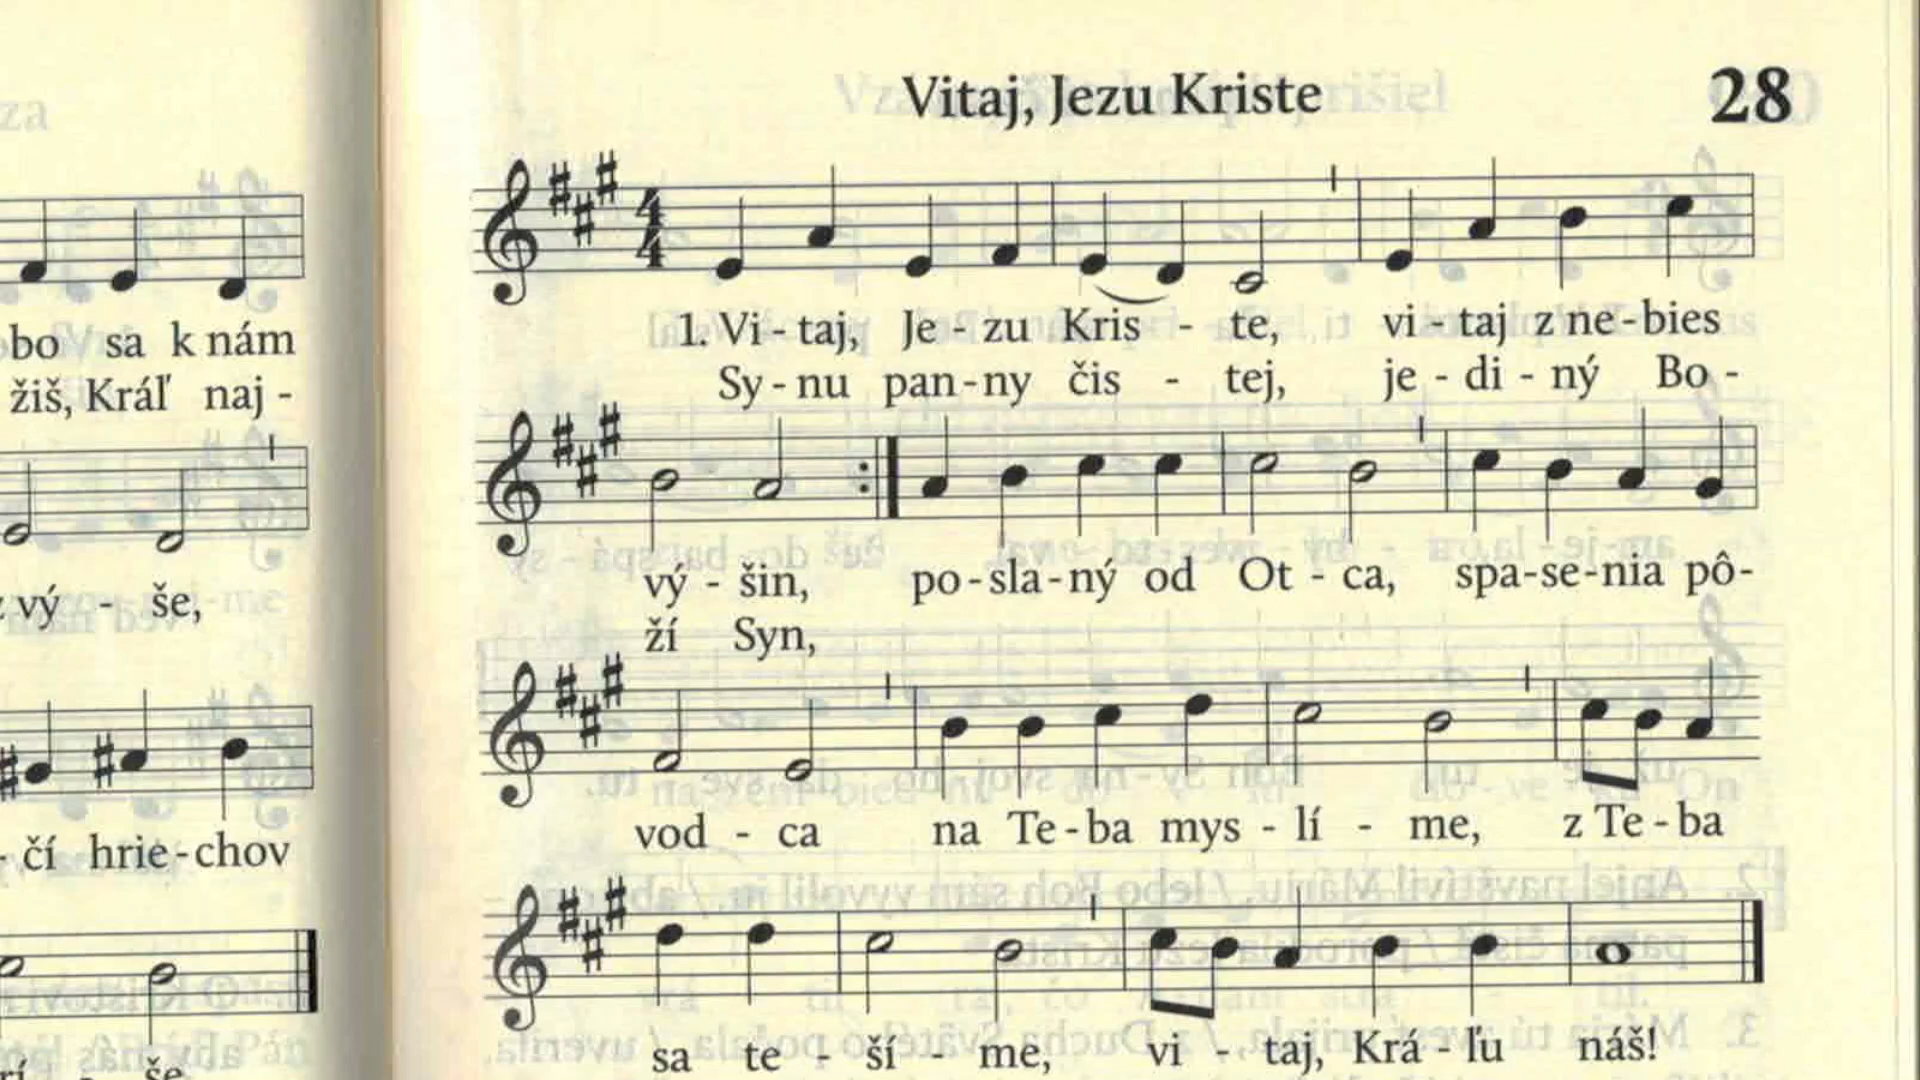 bo sa k nám
žiš, Kráľ naj -
vý - še,
- čí hrie - chov
še
Vitaj, Jezu Kriste 28
4/4
1. Vi - taj, Je - zu Kris - te, vi - taj z ne - bies
Sy - nu pan - ny čis - tej, je - di - ný Bo -
vý - šin, po - sla - ný od Ot - ca, spa - se - nia pô -
ží Syn,
vod - ca na Te - ba mys - lí - me, z Te - ba
sa te - ší - me, vi - taj, Krá - ľu náš!